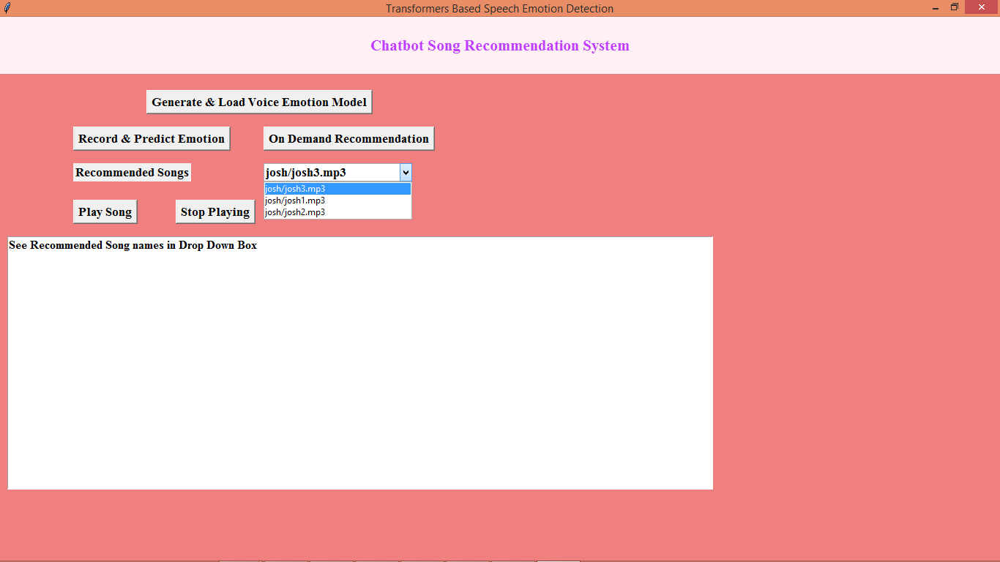 Transformers Based Speech Emotion Detection
Chatbot Song Recommendation System
Generate & Load Voice Emotion Model
Record & Predict Emotion
On Demand Recommendation
Recommended Songs
josh/josh3.mp3
josh/josh3.mp3
josh/josh1.mp3
josh/josh2.mp3
Play Song
Stop Playing
See Recommended Song names in Drop Down Box